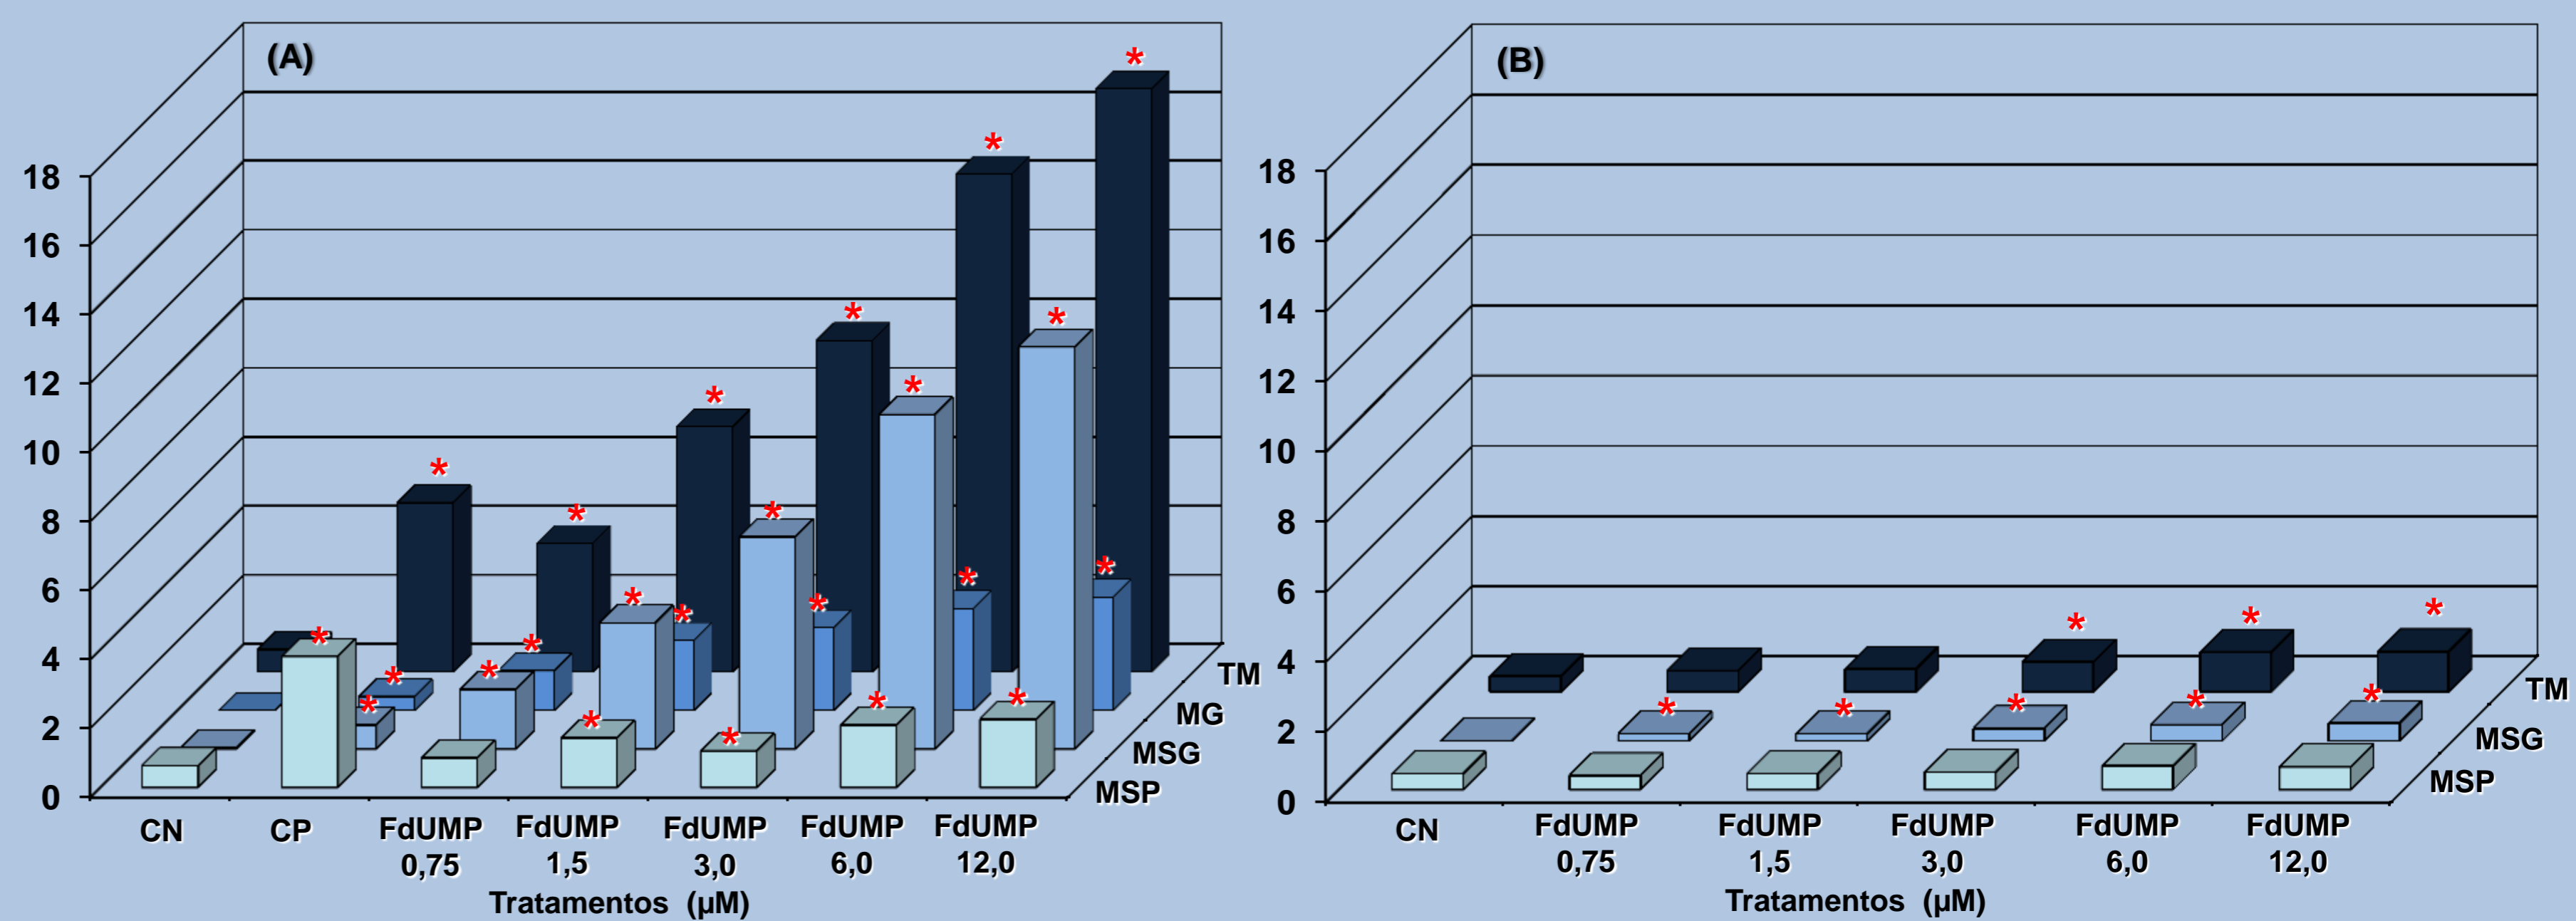 (A)
18
16
14
12
10
8
6
4
2
0
TM
MG
MSG
MSP
CN
CP
FdUMP
0,75
FdUMP
1,5
FdUMP
3,0
FdUMP
6,0
FdUMP
12,0
Tratamentos (µM)
(B)
18
16
14
12
10
8
6
4
2
0
TM
MSG
MSP
CN
FdUMP
0,75
FdUMP
1,5
FdUMP
3,0
FdUMP
6,0
FdUMP
12,0
Tratamentos (µM)